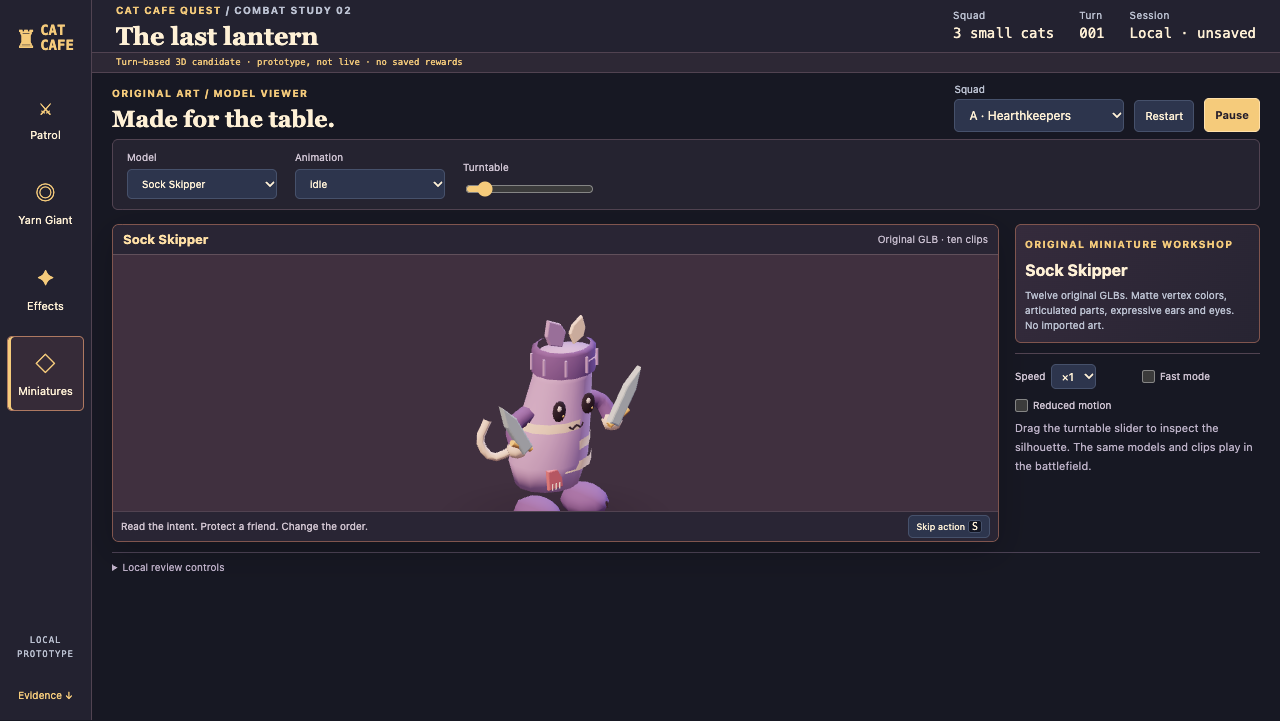 CAT
CAFE
Patrol
Yarn Giant
Effects
Miniatures
LOCAL
PROTOTYPE
Evidence ↓
CAT CAFE QUEST / COMBAT STUDY 02
The last lantern
Squad
3 small cats
Turn
001
Session
Local · unsaved
Turn-based 3D candidate · prototype, not live · no saved rewards
ORIGINAL ART / MODEL VIEWER
Made for the table.
Squad
A · Hearthkeepers
Restart
Pause
Model
Sock Skipper
Animation
idle
Turntable
Sock Skipper
Original GLB · ten clips
Read the intent. Protect a friend. Change the order.
Skip action S
ORIGINAL MINIATURE WORKSHOP
Sock Skipper
Twelve original GLBs. Matte vertex colors,
articulated parts, expressive ears and eyes.
No imported art.
Speed
×1
Fast mode
Reduced motion
Drag the turntable slider to inspect the
silhouette. The same models and clips play in
the battlefield.
Local review controls